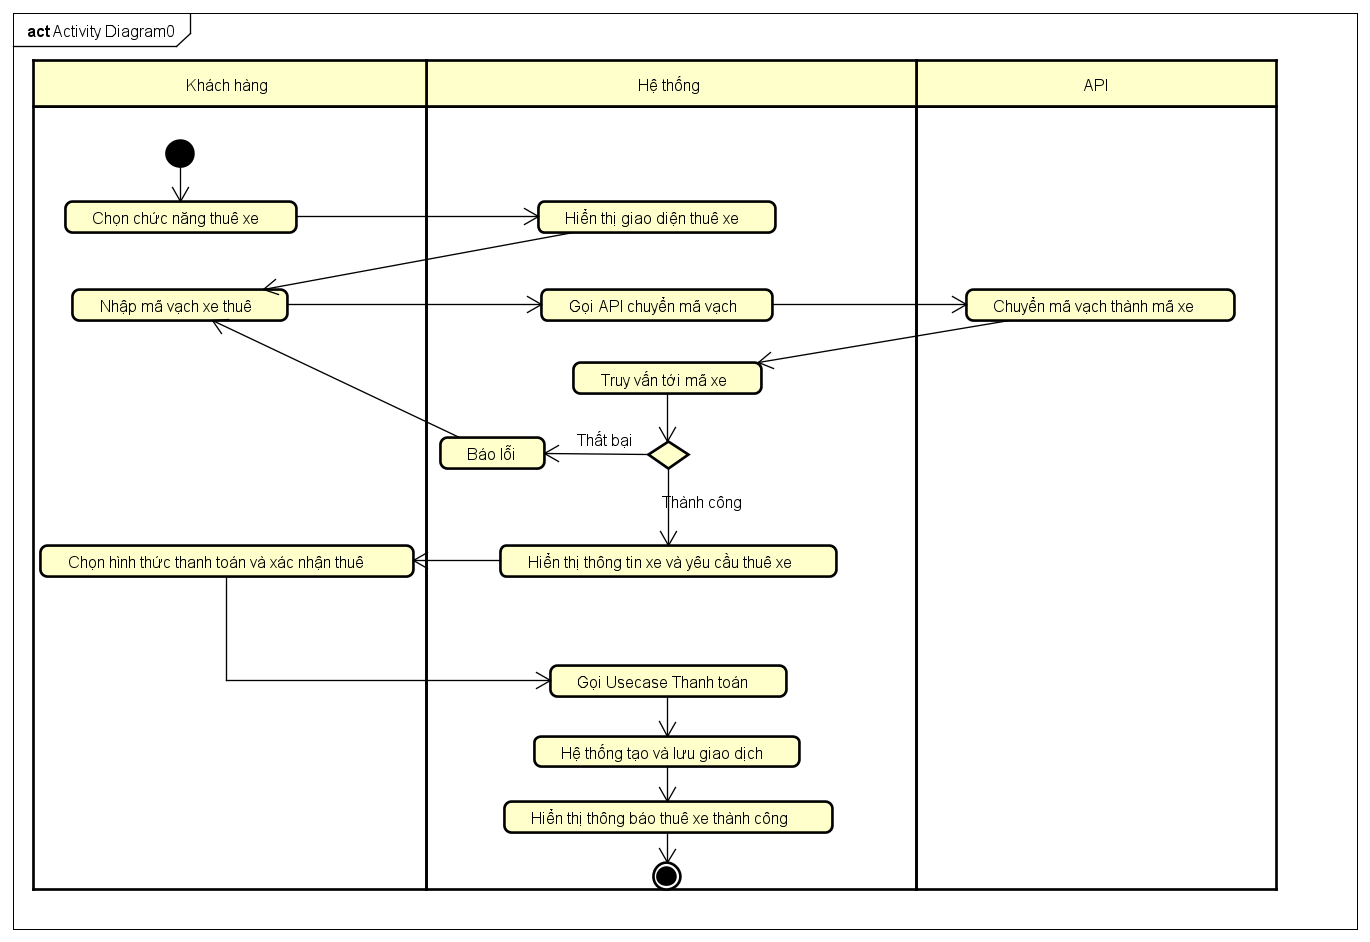 act Activity Diagram0
Khách hàng
Hệ thống
API
Chọn chức năng thuê xe
Hiển thị giao diện thuê xe
Nhập mã vạch xe thuê
Gọi API chuyển mã vạch
Chuyển mã vạch thành mã xe
Truy vấn tới mã xe
Thất bại
Báo lỗi
Thành công
Chọn hình thức thanh toán và xác nhận thuê
Hiển thị thông tin xe và yêu cầu thuê xe
Gọi Usecase Thanh toán
Hệ thống tạo và lưu giao dịch
Hiển thị thông báo thuê xe thành công